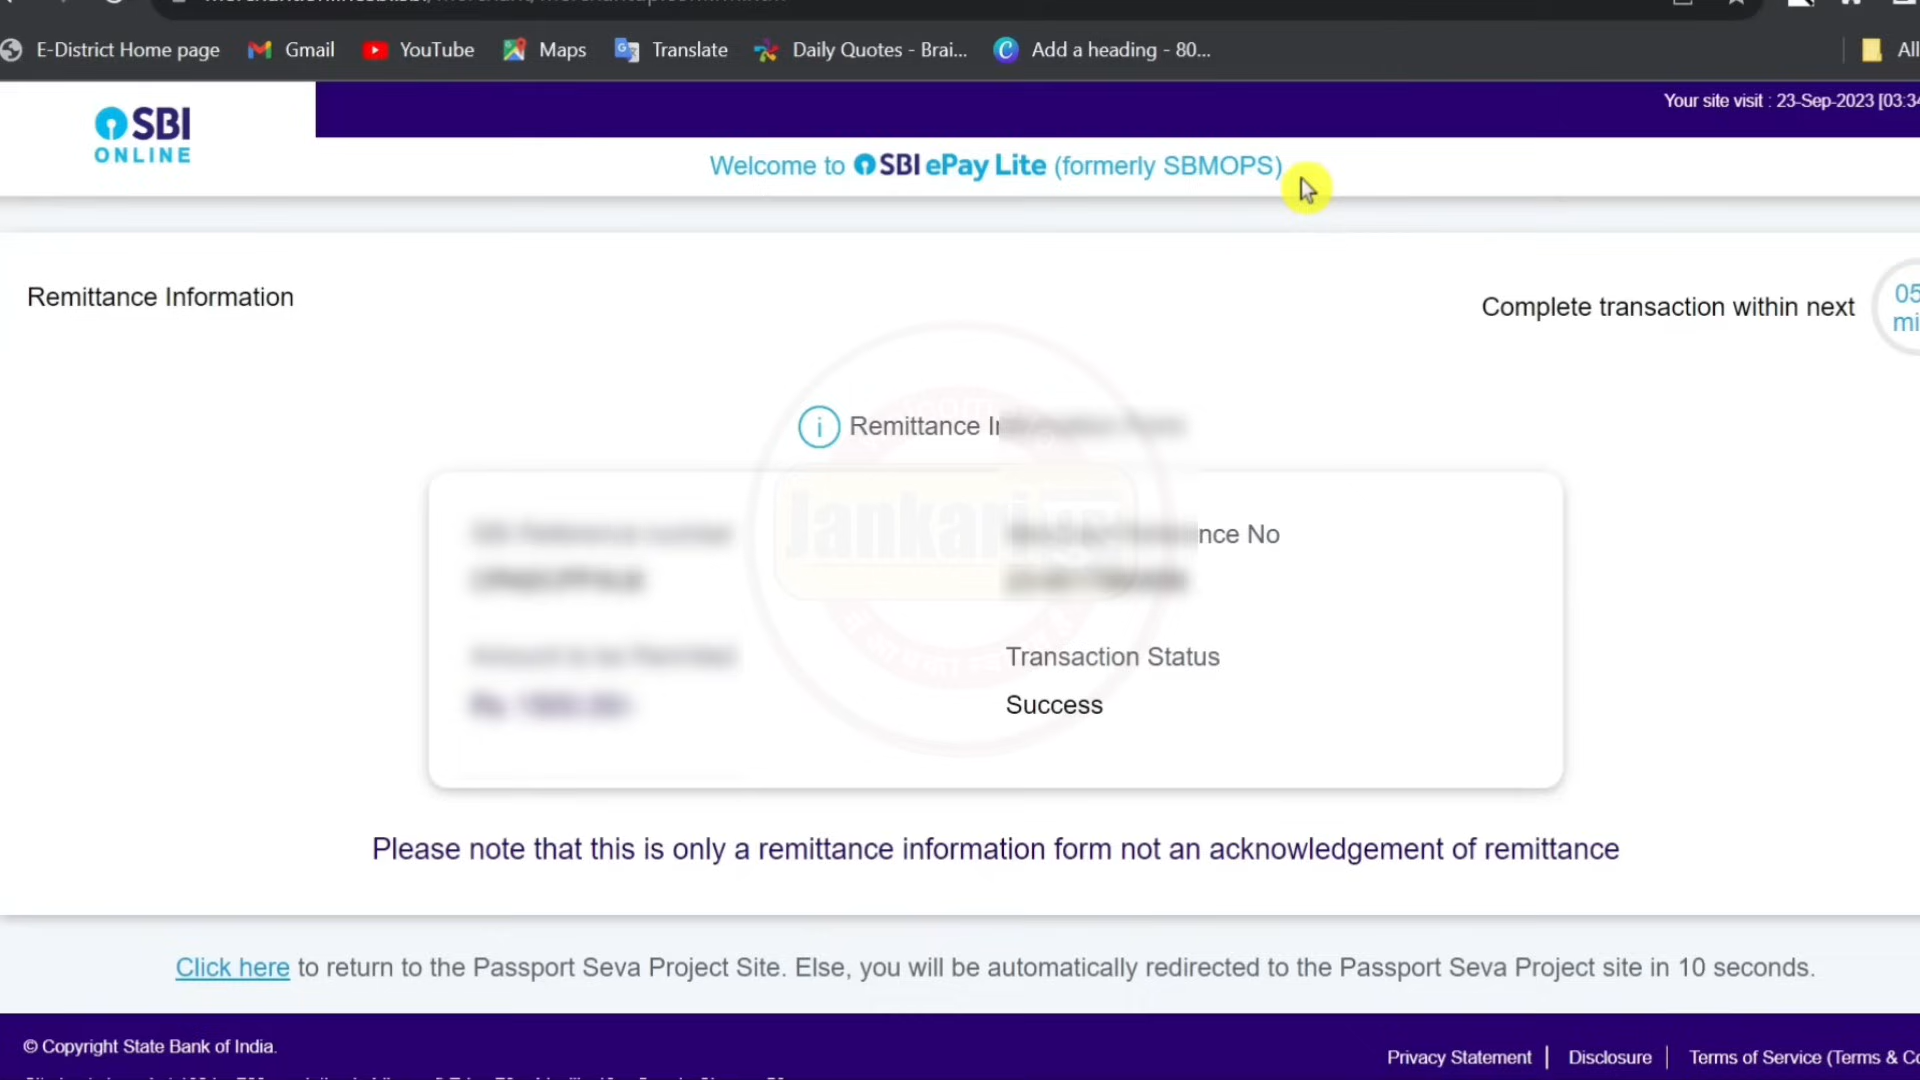 E-District Home page Gmail YouTube Maps Translate Daily Quotes - Brai... Add a heading - 80... All
SBI
ONLINE
Your site visit : 23-Sep-2023 [03:34
Welcome to SBI ePay Lite (formerly SBMOPS)
Remittance Information
Complete transaction within next
05
mi
i Remittance
nce No
Transaction Status
Success
Please note that this is only a remittance information form not an acknowledgement of remittance
Click here to return to the Passport Seva Project Site. Else, you will be automatically redirected to the Passport Seva Project site in 10 seconds.
© Copyright State Bank of India.
Privacy Statement | Disclosure | Terms of Service (Terms & Co
Jankari